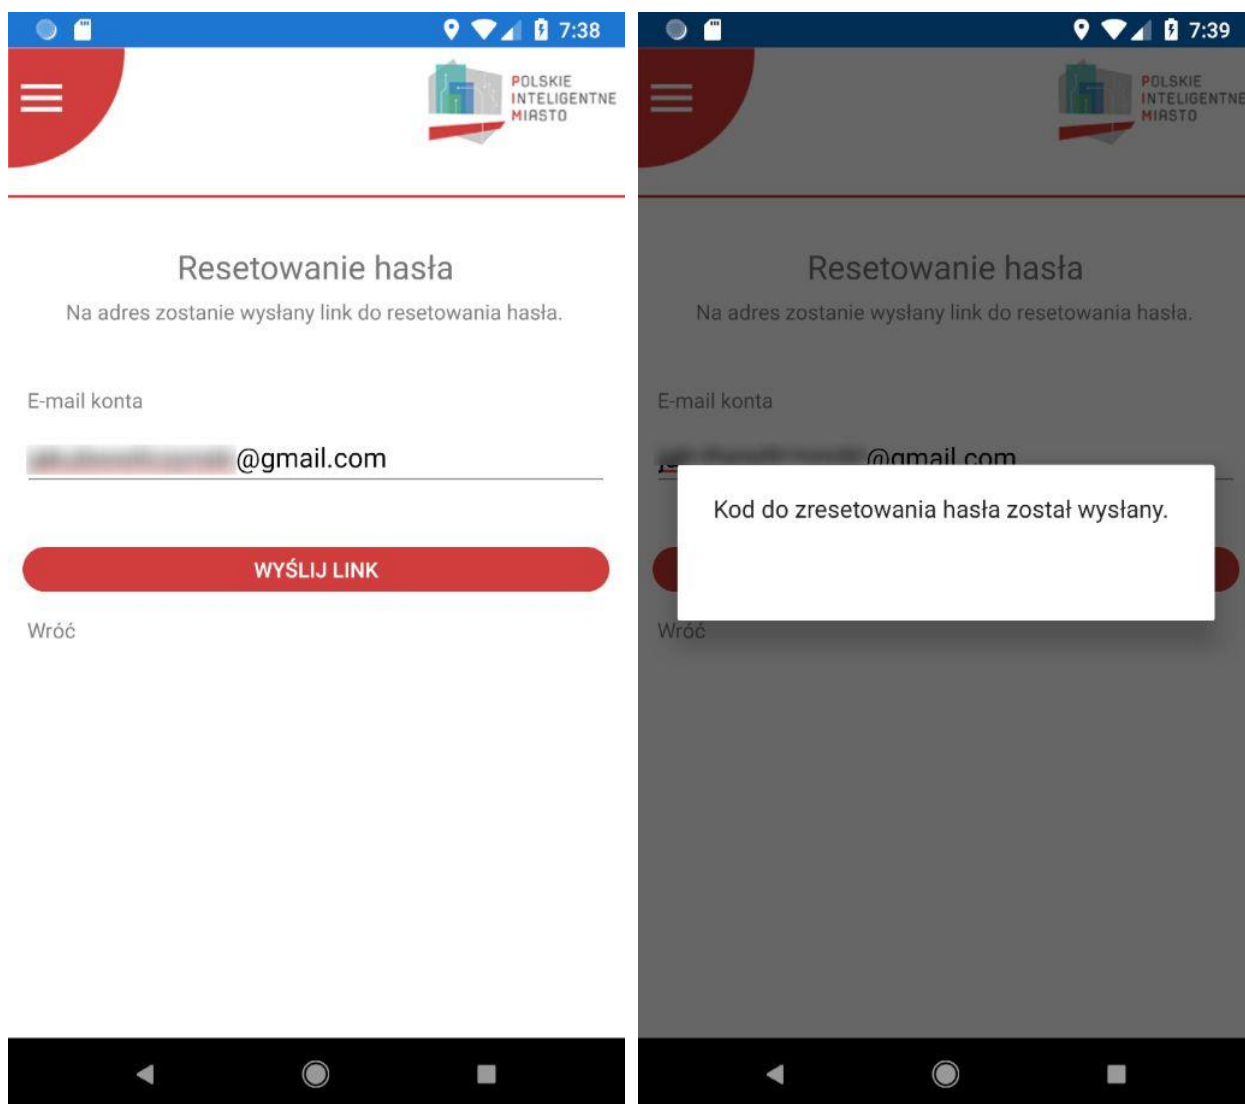 7:38
POLSKIE
INTELIGENTNE
MIASTO
Resetowanie hasła
Na adres zostanie wysłany link do resetowania hasła.
E-mail konta
@gmail.com
WYŚLIJ LINK
Wróć
7:39
POLSKIE
INTELIGENTNE
MIASTO
Resetowanie hasła
Na adres zostanie wysłany link do resetowania hasła.
E-mail konta
@gmail.com
Kod do zresetowania hasła został wysłany.
Wróć